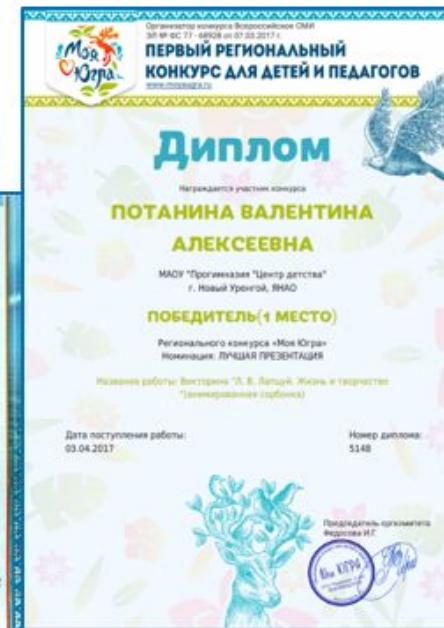 Моя
Югра
Организатор конкурса Всероссийское СМИ
ЭЛ № ФС 77 - 68928 от 07.03.2017 г.
ПЕРВЫЙ РЕГИОНАЛЬНЫЙ
КОНКУРС ДЛЯ ДЕТЕЙ И ПЕДАГОГОВ
Диплом
Награждается участник конкурса
ПОТАНИНА ВАЛЕНТИНА
АЛЕКСЕЕВНА
МАОУ "Прогимназия "Центр детства"
г. Новый Уренгой, ЯНАО
ПОБЕДИТЕЛЬ(1 МЕСТО)
Регионального конкурса «Моя Югра»
Номинация: ЛУЧШАЯ ПРЕЗЕНТАЦИЯ
Название работы: Викторина "Л. В. Лапцуй. Жизнь и творчество
"(анимированная сорбонка)
Дата поступления работы:
03.04.2017
Номер диплома:
5148
Председатель оргкомитета
Федосова И.Г.